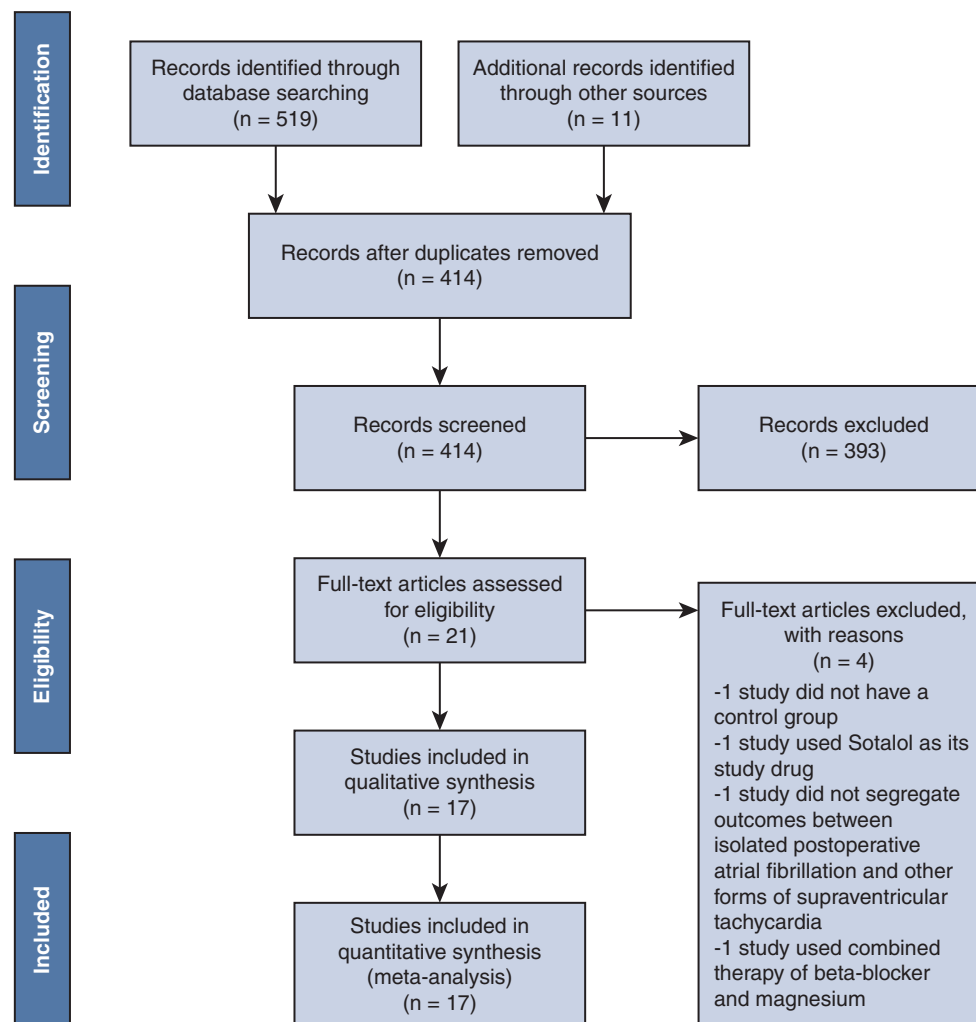 Identification
Records identified through
database searching
(n = 519)
Additional records identified
through other sources
(n = 11)
Records after duplicates removed
(n = 414)
Screening
Records screened
(n = 414)
Records excluded
(n = 393)
Eligibility
Full-text articles assessed
for eligibility
(n = 21)
Full-text articles excluded,
with reasons
(n = 4)
-1 study did not have a
control group
-1 study used Sotalol as its
study drug
-1 study did not segregate
outcomes between
isolated postoperative
atrial fibrillation and other
forms of supraventricular
tachycardia
-1 study used combined
therapy of beta-blocker
and magnesium
Studies included in
qualitative synthesis
(n = 17)
Included
Studies included in
quantitative synthesis
(meta-analysis)
(n = 17)